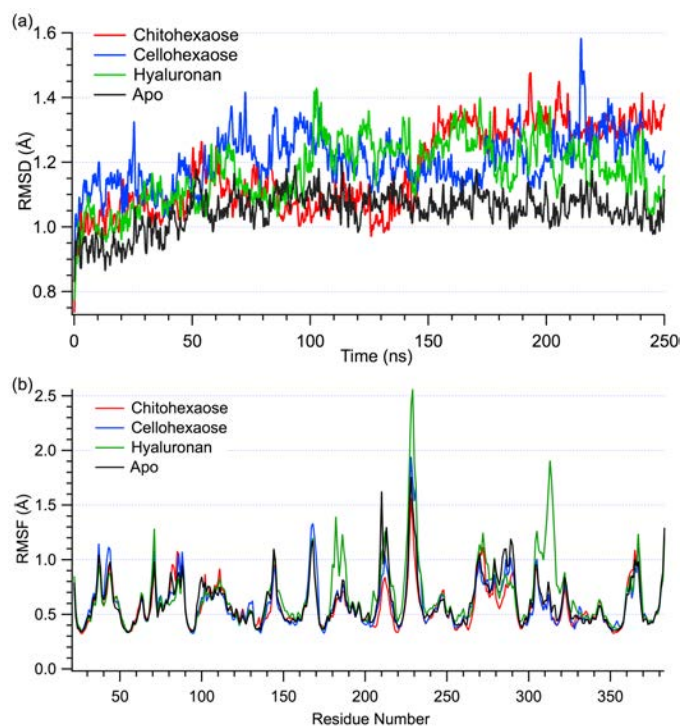 (a)
1.6
1.4
1.2
1.0
0.8
RMSD (Å)
Chitohexaose
Cellohexaose
Hyaluronan
Apo
0 50 100 150 200 250
Time (ns)
(b)
2.5
2.0
1.5
1.0
0.5
0.0
RMSF (Å)
Chitohexaose
Cellohexaose
Hyaluronan
Apo
50 100 150 200 250 300 350
Residue Number